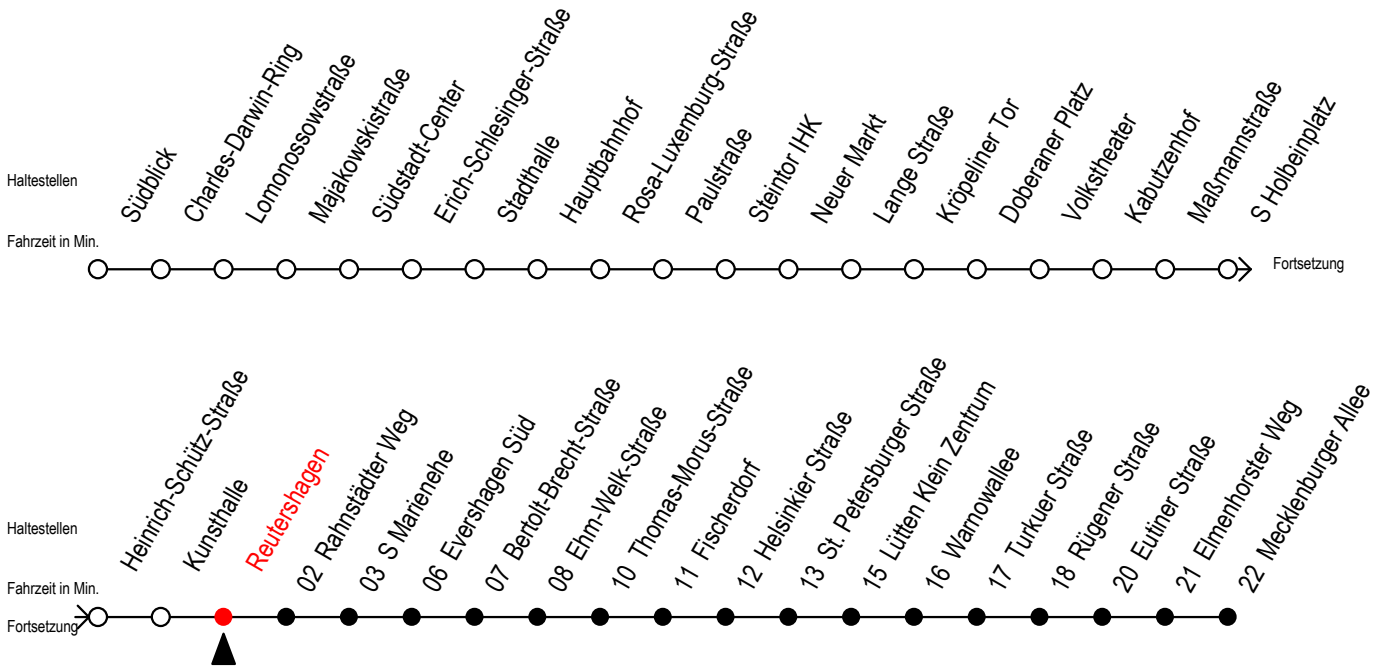 Haltestellen
Südblick
Charles-Darwin-Ring
Lomonossowstraße
Majakowskistraße
Südstadt-Center
Erich-Schlesinger-Straße
Stadthalle
Hauptbahnhof
Rosa-Luxemburg-Straße
Paulstraße
Steintor IHK
Neuer Markt
Lange Straße
Kröpeliner Tor
Doberaner Platz
Volkstheater
Kabutzenhof
Maßmannstraße
S Holbeinplatz
Fahrzeit in Min.
Fortsetzung
Haltestellen
Heinrich-Schütz-Straße
Kunsthalle
Reutershagen
02 Rahnstädter Weg
03 S Marienehe
06 Evershagen Süd
07 Bertolt-Brecht-Straße
08 Ehm-Welk-Straße
10 Thomas-Morus-Straße
11 Fischerdorf
12 Helsinkier Straße
13 St. Petersburger Straße
15 Lütten Klein Zentrum
16 Warnowallee
17 Turkuer Straße
18 Rügener Straße
20 Eutiner Straße
21 Elmenhorster Weg
22 Mecklenburger Allee
Fahrzeit in Min.
Fortsetzung